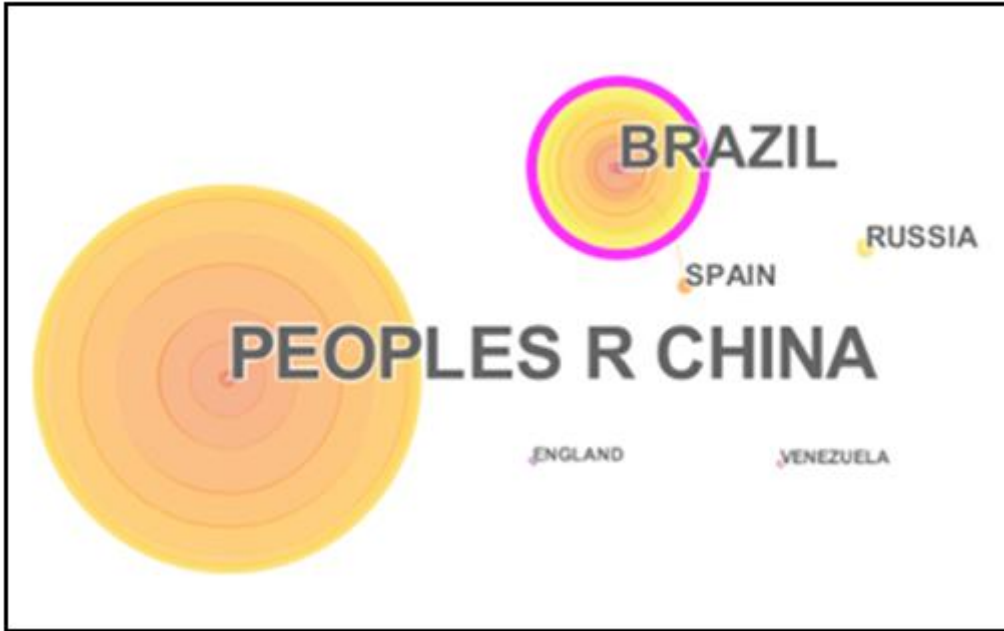 BRAZIL
RUSSIA
SPAIN
PEOPLES R CHINA
ENGLAND
VENEZUELA